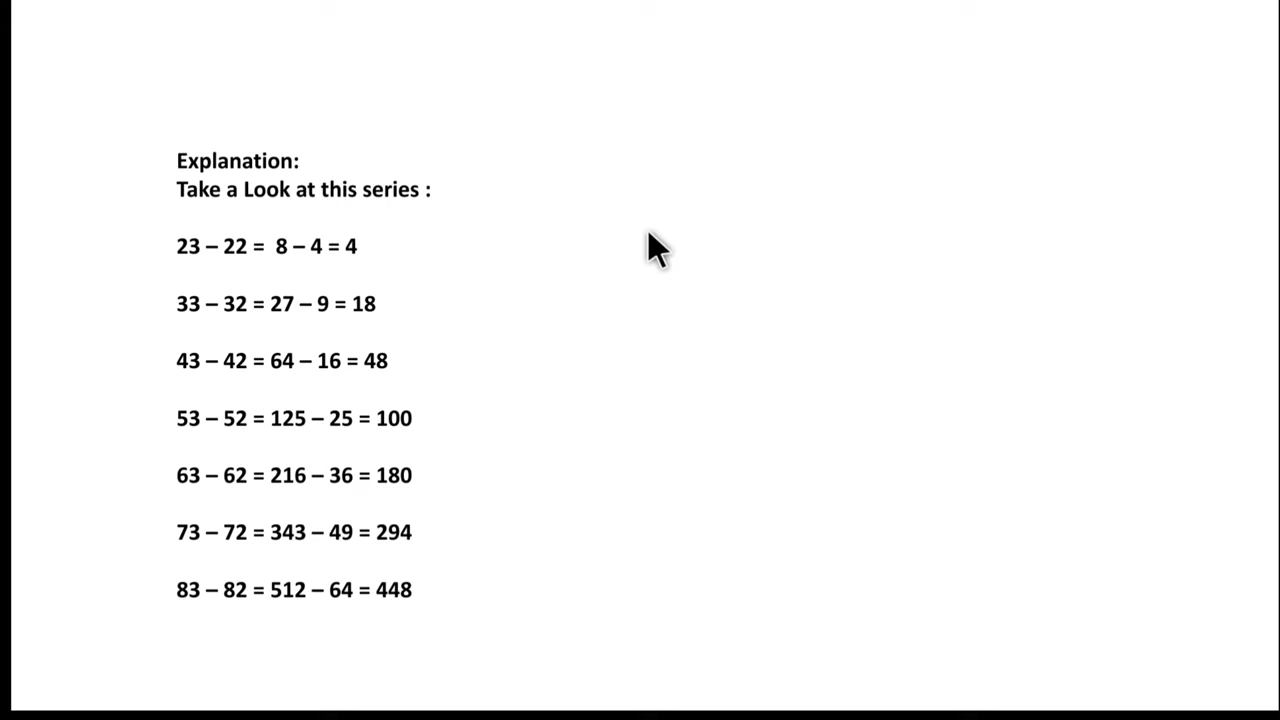 Explanation:
Take a Look at this series :
23 – 22 =  8 – 4 = 4
33 – 32 = 27 – 9 = 18
43 – 42 = 64 – 16 = 48
53 – 52 = 125 – 25 = 100
63 – 62 = 216 – 36 = 180
73 – 72 = 343 – 49 = 294
83 – 82 = 512 – 64 = 448